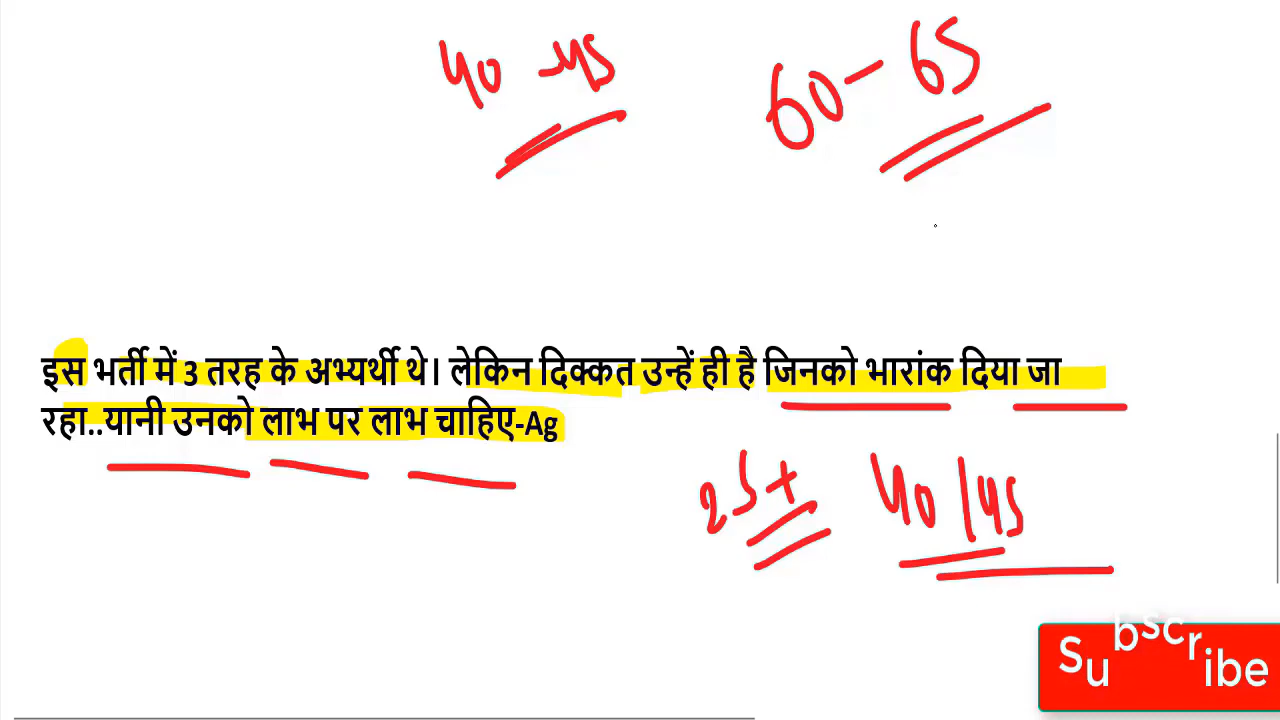 40 -45 60-65
इस भर्ती में 3 तरह के अभ्यर्थी थे। लेकिन दिक्कत उन्हें ही है जिनको भारांक दिया जा
रहा..यानी उनको लाभ पर लाभ चाहिए-Ag
25+ 40/45
Subscribe